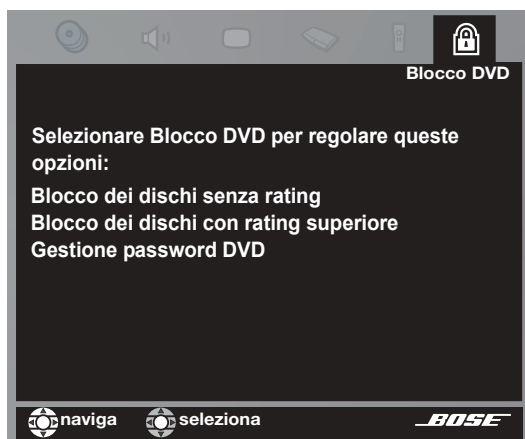 Blocco DVD
Selezionare Blocco DVD per regolare queste
opzioni:
Blocco dei dischi senza rating
Blocco dei dischi con rating superiore
Gestione password DVD
naviga seleziona BOSE